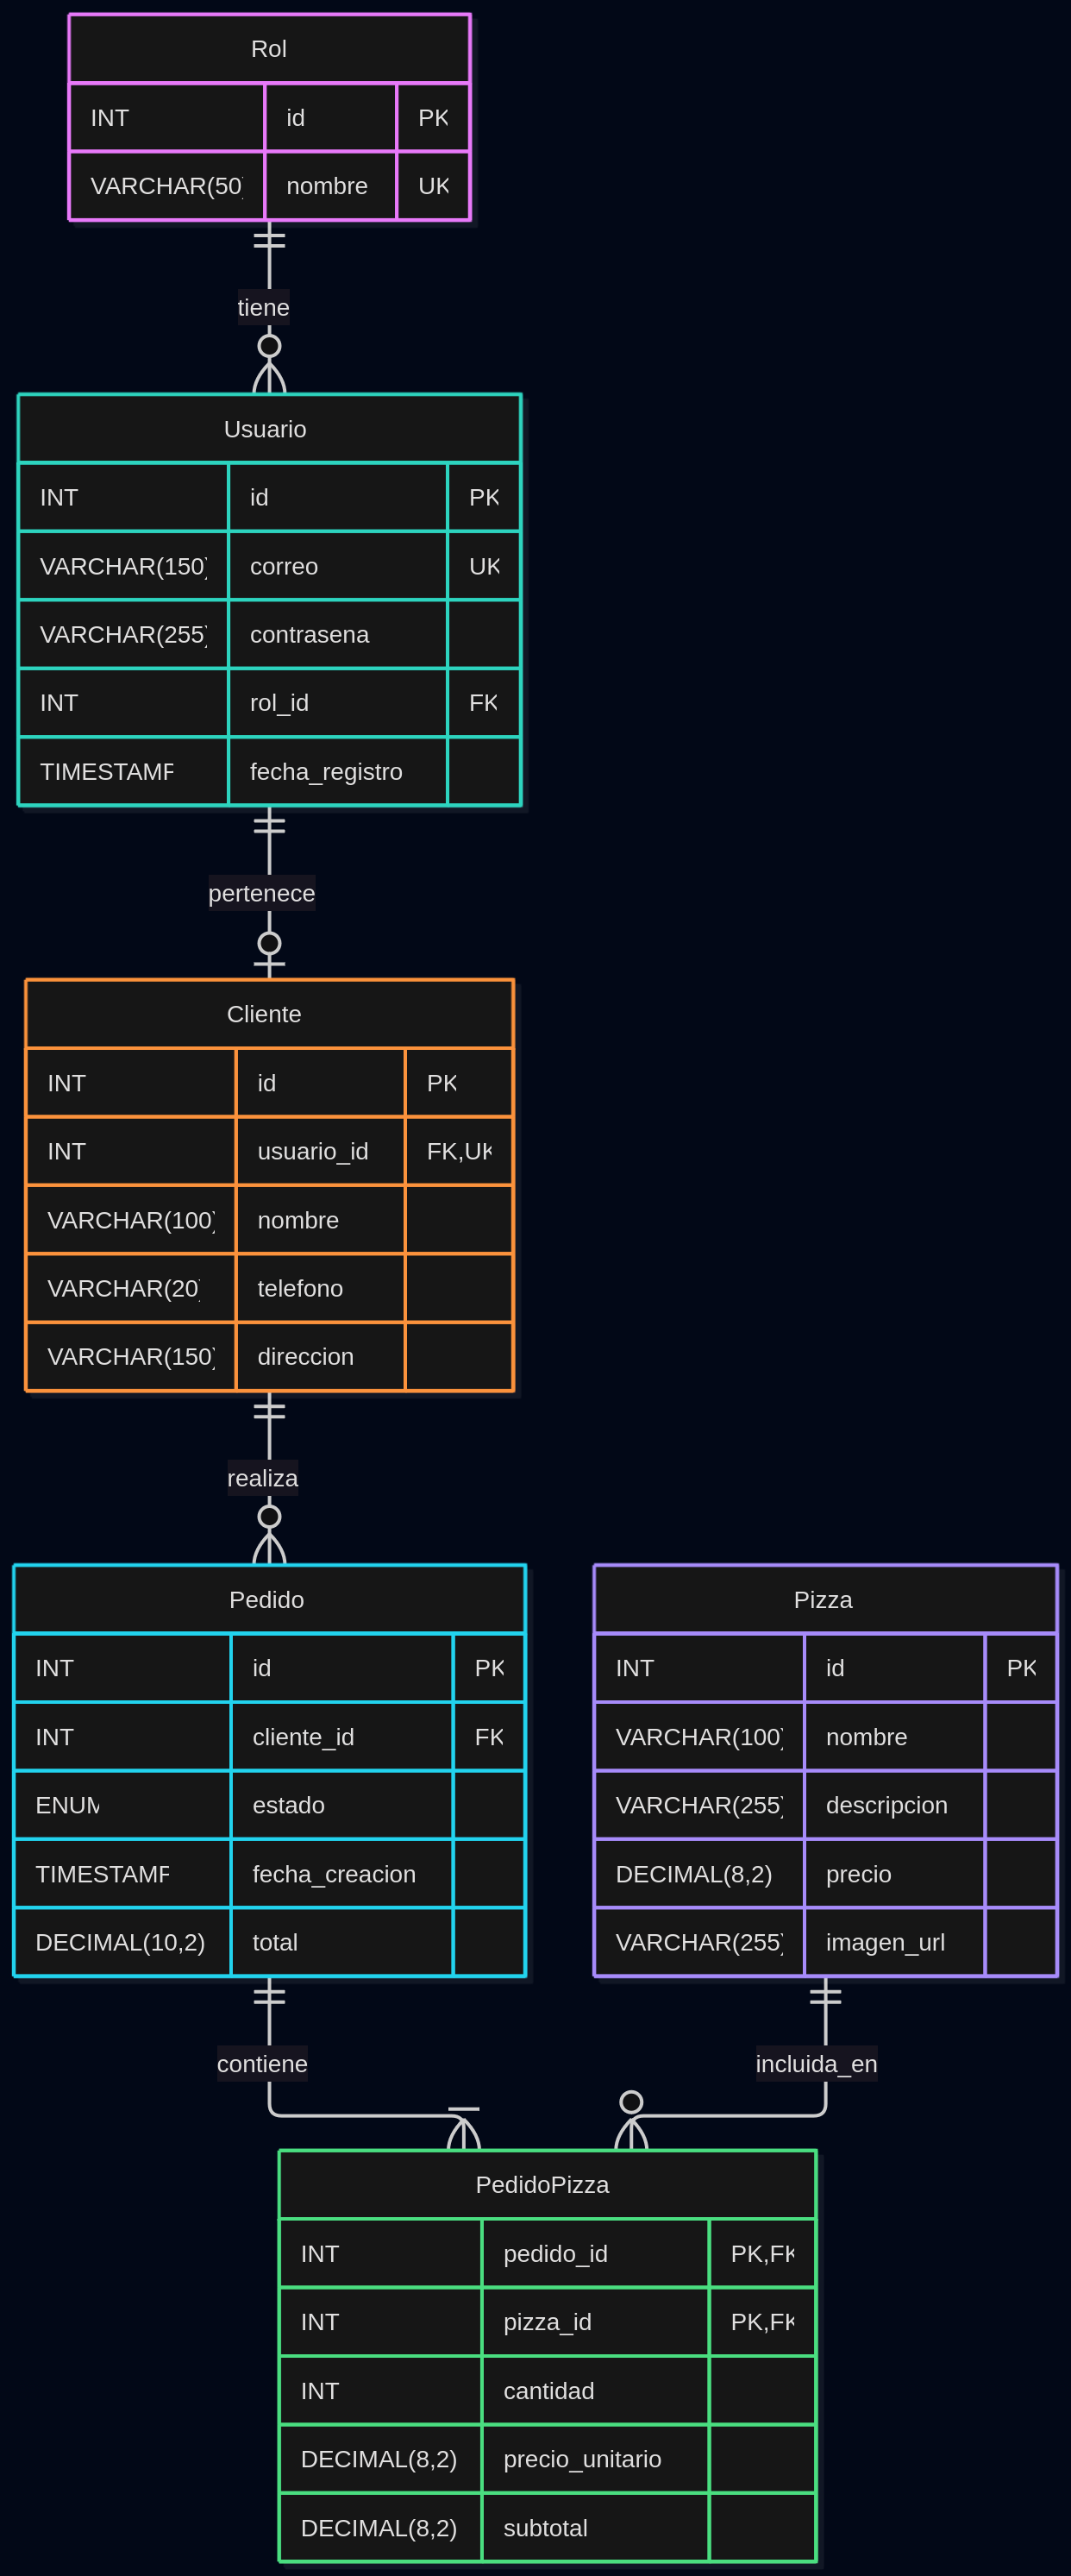 Rol
INT id PK
VARCHAR(50) nombre UK
tiene
Usuario
INT id PK
VARCHAR(150) correo UK
VARCHAR(255) contrasena
INT rol_id FK
TIMESTAMP fecha_registro
pertenece
Cliente
INT id PK
INT usuario_id FK,UK
VARCHAR(100) nombre
VARCHAR(20) telefono
VARCHAR(150) direccion
realiza
Pedido
INT id PK
INT cliente_id FK
ENUM estado
TIMESTAMP fecha_creacion
DECIMAL(10,2) total
Pizza
INT id PK
VARCHAR(100) nombre
VARCHAR(255) descripcion
DECIMAL(8,2) precio
VARCHAR(255) imagen_url
contiene
incluida_en
PedidoPizza
INT pedido_id PK,FK
INT pizza_id PK,FK
INT cantidad
DECIMAL(8,2) precio_unitario
DECIMAL(8,2) subtotal